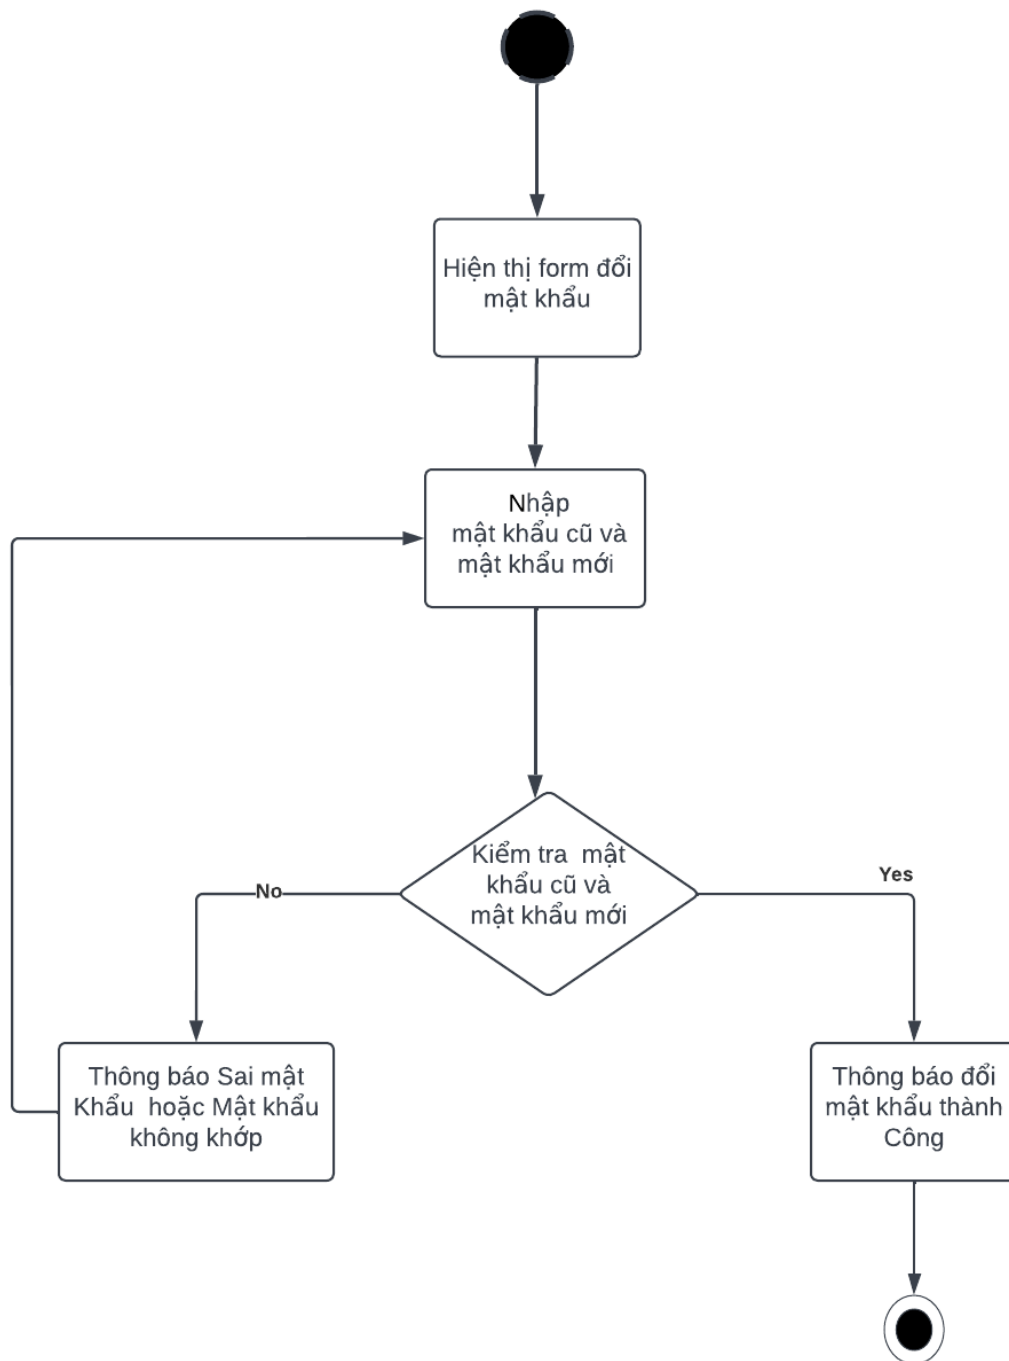 Hiện thị form đổi
mật khẩu
Nhập
mật khẩu cũ và
mật khẩu mới
Kiểm tra mật
khẩu cũ và
mật khẩu mới
No
Yes
Thông báo Sai mật
Khẩu hoặc Mật khẩu
không khớp
Thông báo đổi
mật khẩu thành
Công